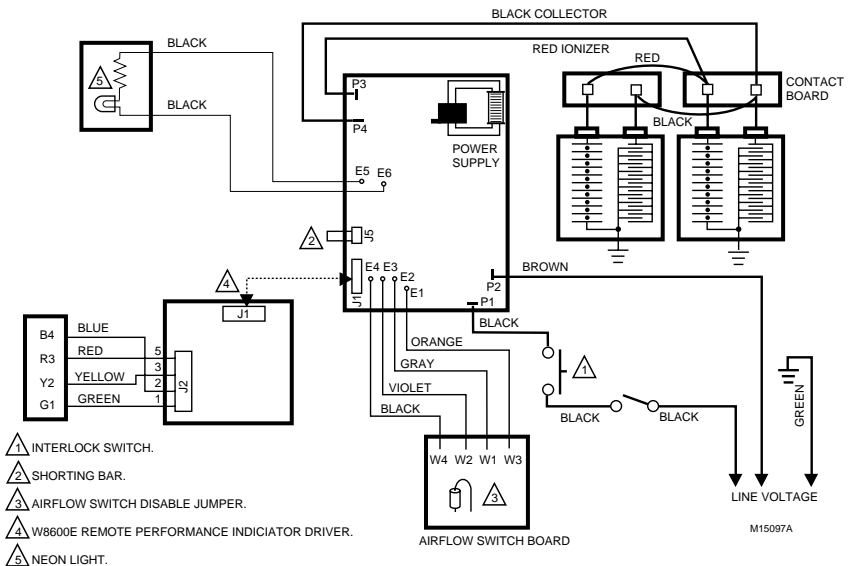 BLACK COLLECTOR
RED IONIZER
BLACK
RED
CONTACT
BOARD
5
P3
P4
BLACK
BLACK
POWER
SUPPLY
E5 E6
2
J5
4
E4 E3 E2
E1
J1
P2
BROWN
P1
BLACK
J1
ORANGE
GRAY
VIOLET
BLACK
1
BLACK
BLACK
GREEN
B4 BLUE
R3 RED 5
Y2 YELLOW 3
2
G1 GREEN 1
J2
W4 W2 W1 W3
3
AIRFLOW SWITCH BOARD
LINE VOLTAGE
M15097A
1 INTERLOCK SWITCH.
2 SHORTING BAR.
3 AIRFLOW SWITCH DISABLE JUMPER.
4 W8600E REMOTE PERFORMANCE INDICIATOR DRIVER.
5 NEON LIGHT.